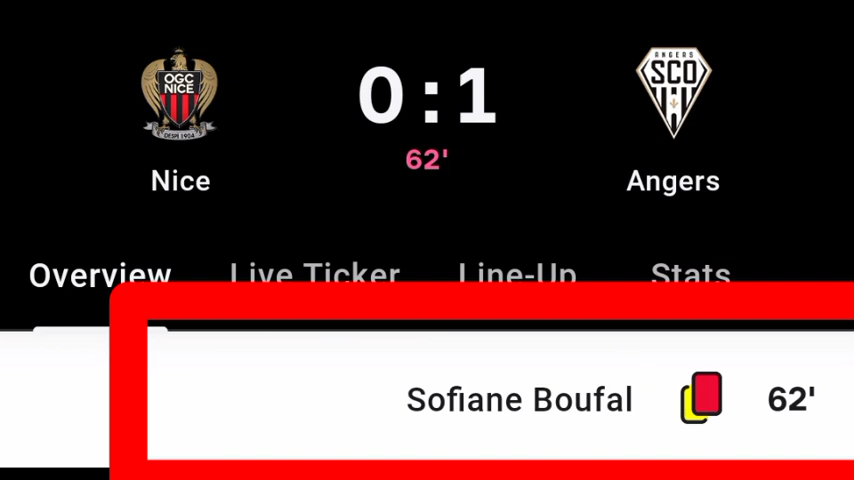 OGC
NICE
DESPI 1904
ANGERS
SCO
0:1
62'
Nice
Angers
Overview
Live Ticker
Line-Up
Stats
Sofiane Boufal
62'